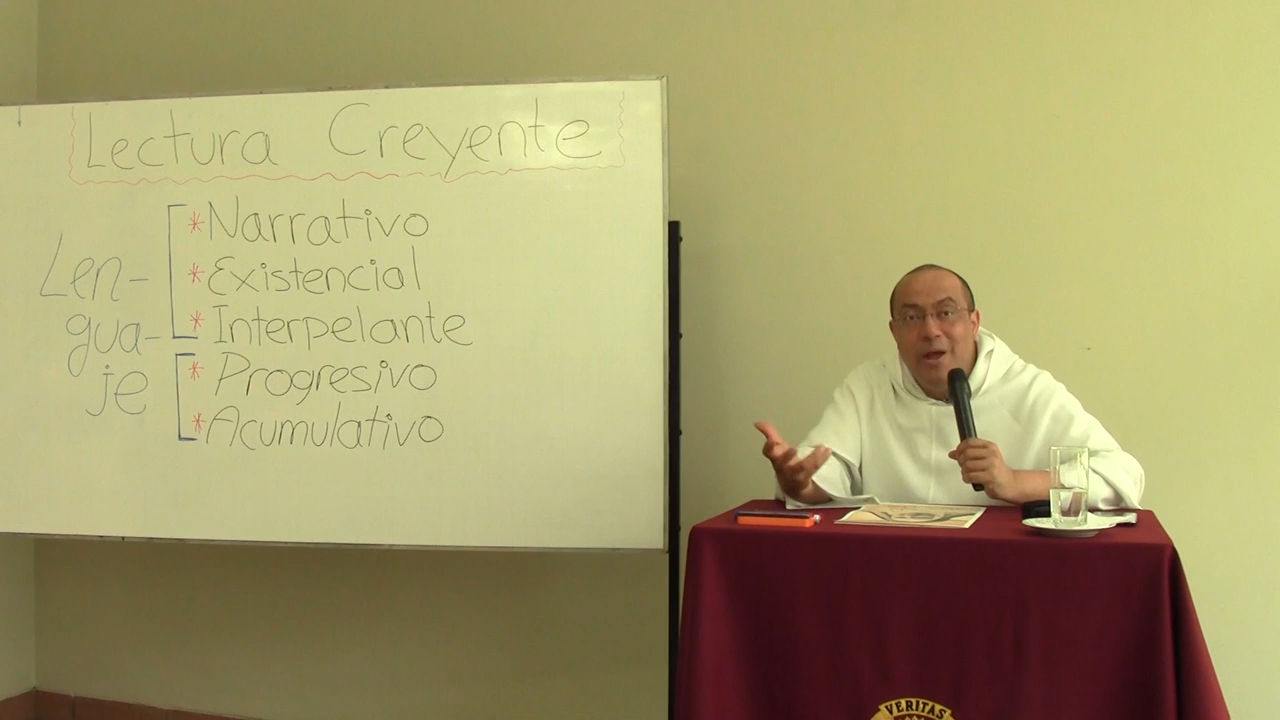 Lectura Creyente
Len-
gua-
je
* Narrativo
* Existencial
* Interpelante
* Progresivo
* Acumulativo
VERITAS